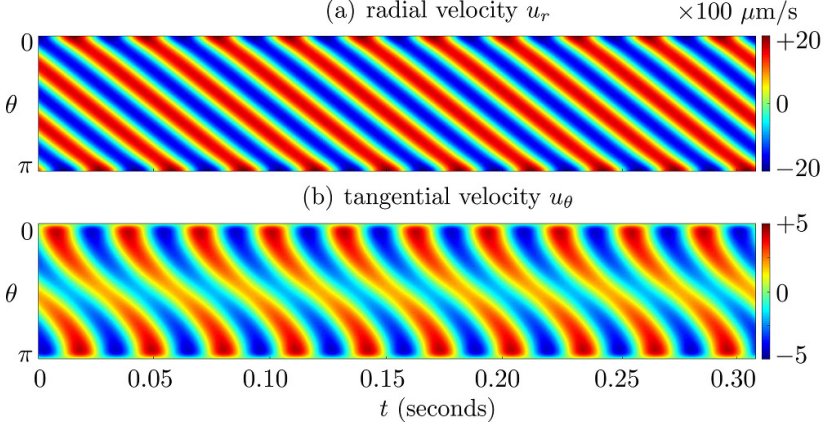 (a) radial velocity u_r
×100 μm/s
0
θ
π
+20
0
−20
(b) tangential velocity u_θ
0
θ
π
+5
0
−5
0 0.05 0.10 0.15 0.20 0.25 0.30
t (seconds)